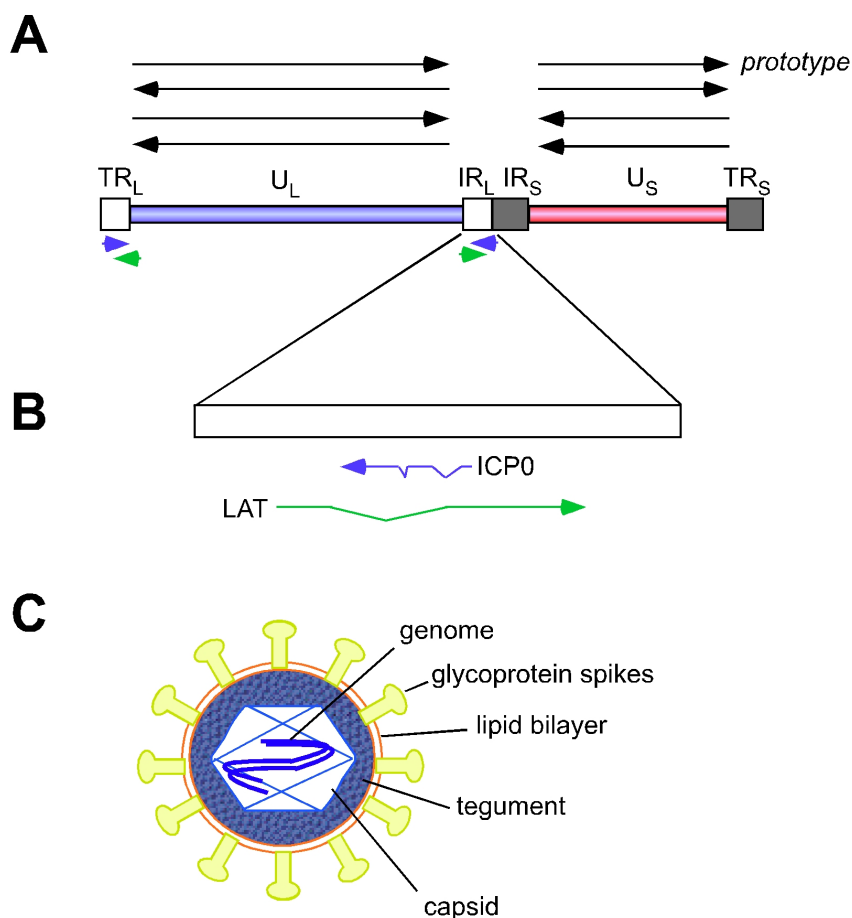 A
prototype
TRL
UL
IRL
IRS
US
TRS
B
ICP0
LAT
C
genome
glycoprotein spikes
lipid bilayer
tegument
capsid